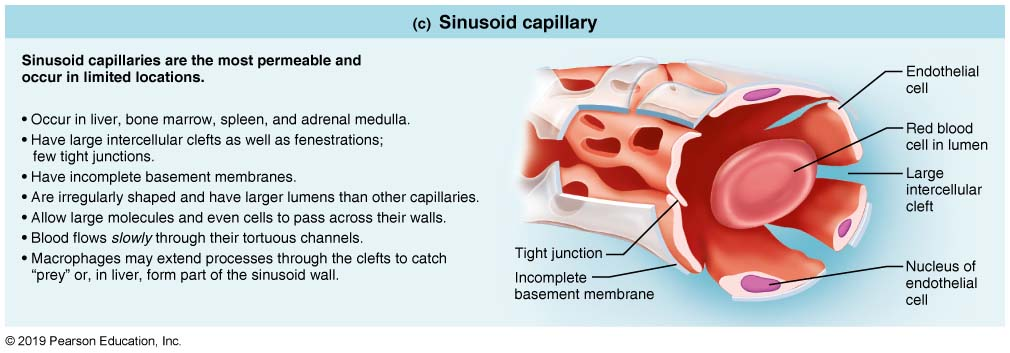 (c) Sinusoid capillary
Sinusoid capillaries are the most permeable and
occur in limited locations.
• Occur in liver, bone marrow, spleen, and adrenal medulla.
• Have large intercellular clefts as well as fenestrations;
few tight junctions.
• Have incomplete basement membranes.
• Are irregularly shaped and have larger lumens than other capillaries.
• Allow large molecules and even cells to pass across their walls.
• Blood flows slowly through their tortuous channels.
• Macrophages may extend processes through the clefts to catch
“prey” or, in liver, form part of the sinusoid wall.
Endothelial
cell
Red blood
cell in lumen
Large
intercellular
cleft
Tight junction
Incomplete
basement membrane
Nucleus of
endothelial
cell
© 2019 Pearson Education, Inc.